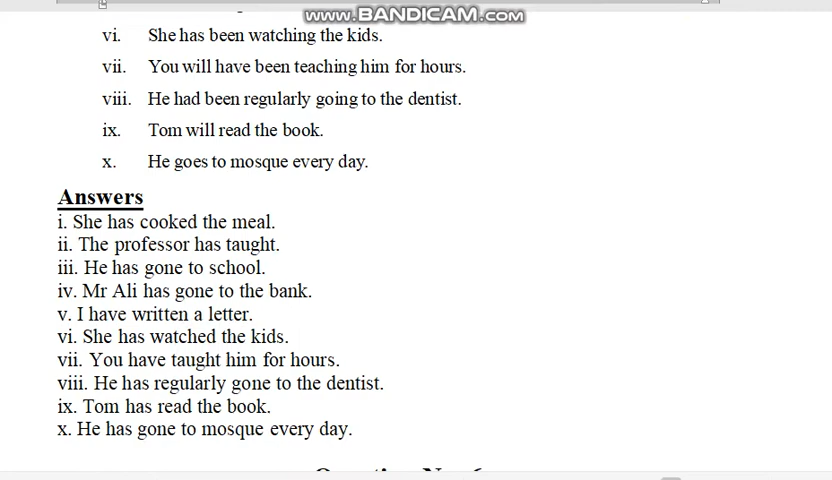 www.BANDICAM.com
vi. She has been watching the kids.
vii. You will have been teaching him for hours.
viii. He had been regularly going to the dentist.
ix. Tom will read the book.
x. He goes to mosque every day.
Answers
i. She has cooked the meal.
ii. The professor has taught.
iii. He has gone to school.
iv. Mr Ali has gone to the bank.
v. I have written a letter.
vi. She has watched the kids.
vii. You have taught him for hours.
viii. He has regularly gone to the dentist.
ix. Tom has read the book.
x. He has gone to mosque every day.